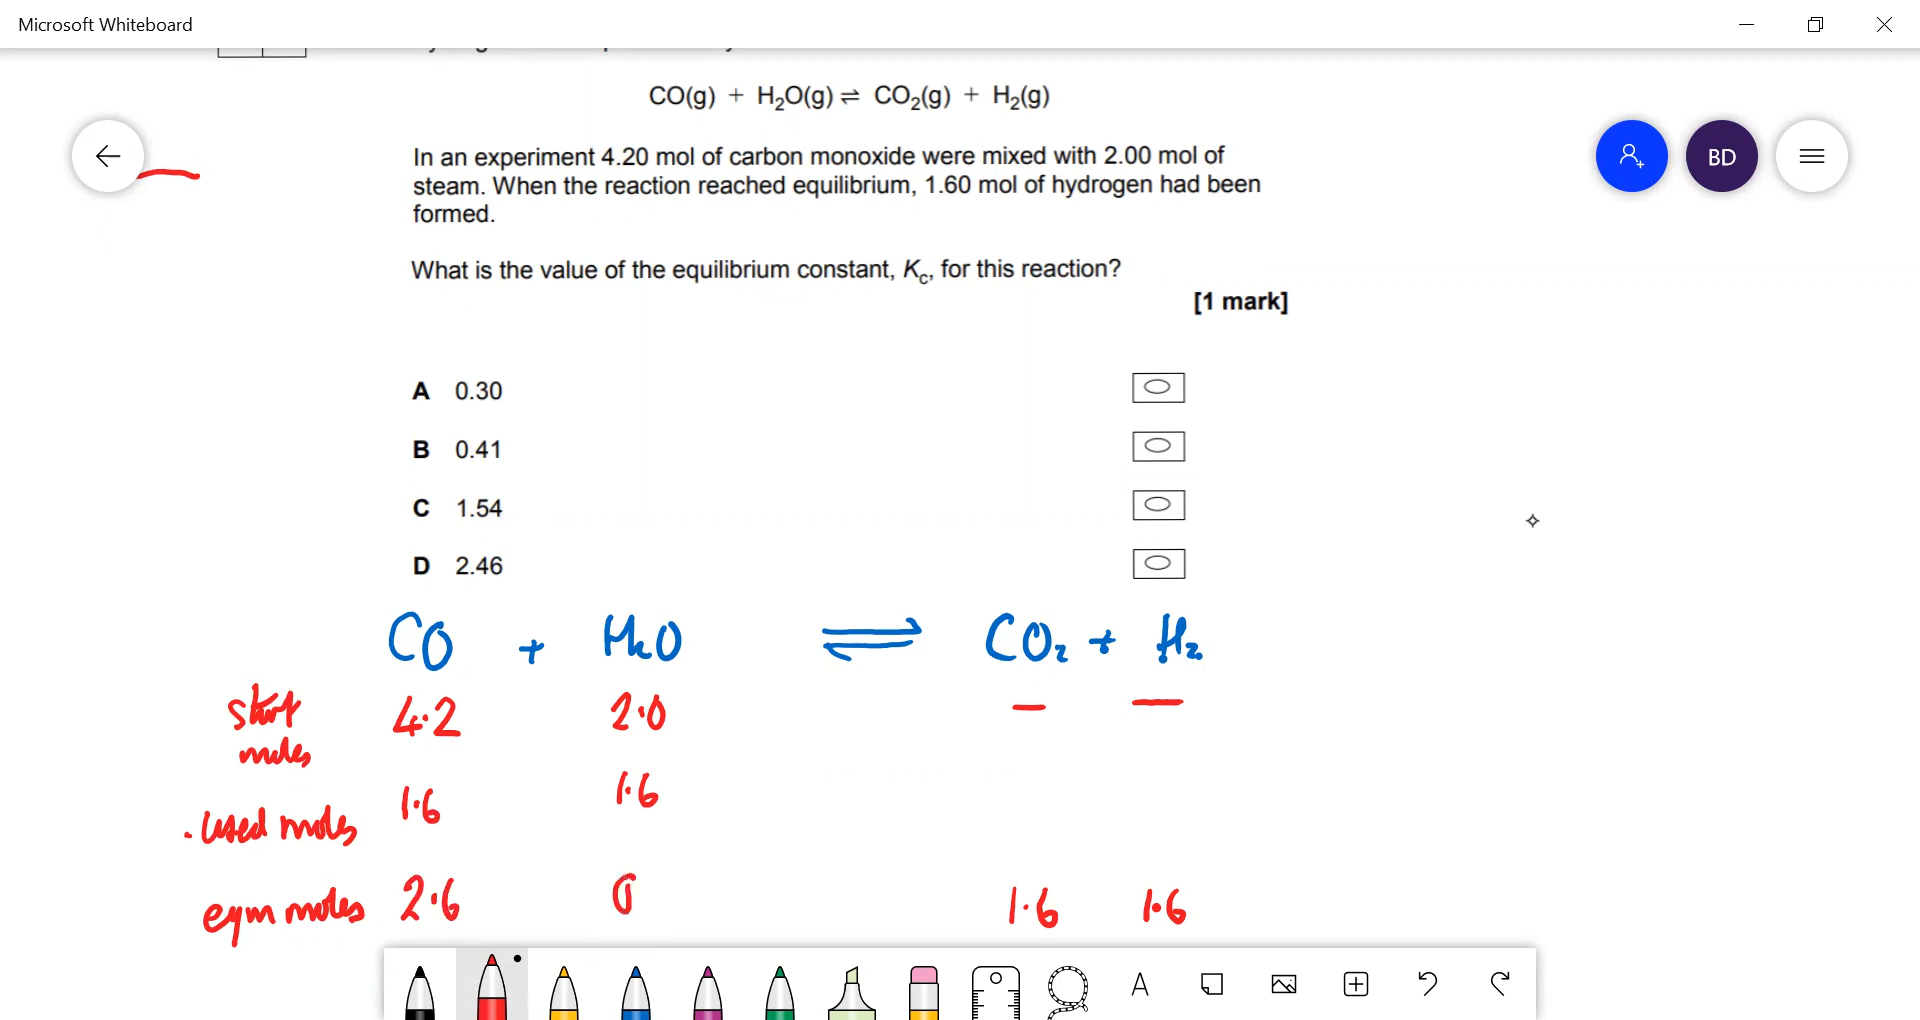 Microsoft Whiteboard
CO(g) + H₂O(g) ⇌ CO₂(g) + H₂(g)
In an experiment 4.20 mol of carbon monoxide were mixed with 2.00 mol of
steam. When the reaction reached equilibrium, 1.60 mol of hydrogen had been
formed.
BD
What is the value of the equilibrium constant, Kc, for this reaction?
[1 mark]
A 0.30
B 0.41
C 1.54
D 2.46
CO + H₂O ⇌ CO₂ + H₂
start 4.2 2.0 — —
moles
used moles 1.6 1.6
eqm moles 2.6 0 1.6 1.6
A